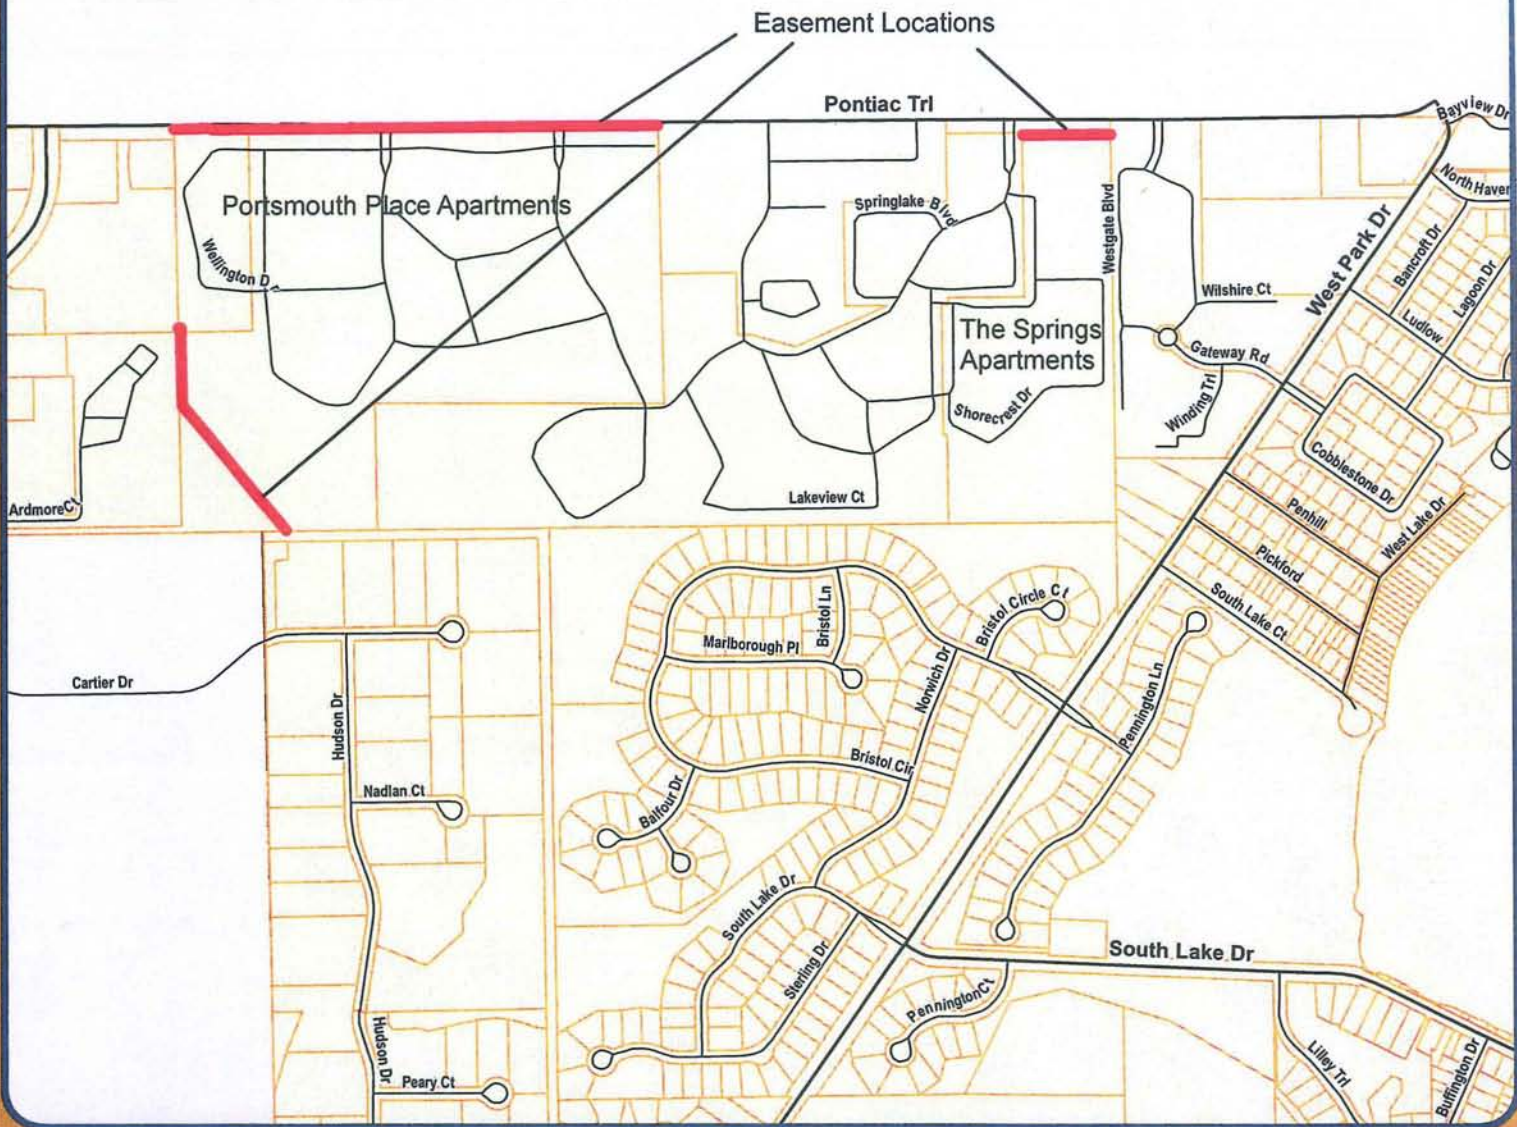 Easement Locations
Pontiac Trl
Bayview Dr
North Haven
Portsmouth Place Apartments
Springlake Blvd
Westgate Blvd
West Park Dr
Bancroft Dr
Lagoon Dr
Wellington Dr
Wilshire Ct
Ludlow
The Springs
Apartments
Gateway Rd
Winding Trl
Shorecrest Dr
Cobblestone Dr
Lakeview Ct
Ardmore Ct
Penhill
West Lake Dr
Pickford
South Lake Ct
Bristol Ln
Bristol Circle Ct
Marlborough Pl
Norwich Dr
Cartier Dr
Hudson Dr
Pennington Ln
Bristol Cir
Nadlan Ct
Balfour Dr
South Lake Dr
Sterling Dr
South Lake Dr
Pennington Ct
Hudson Dr
Peary Ct
Lilley Trl
Buffington Dr